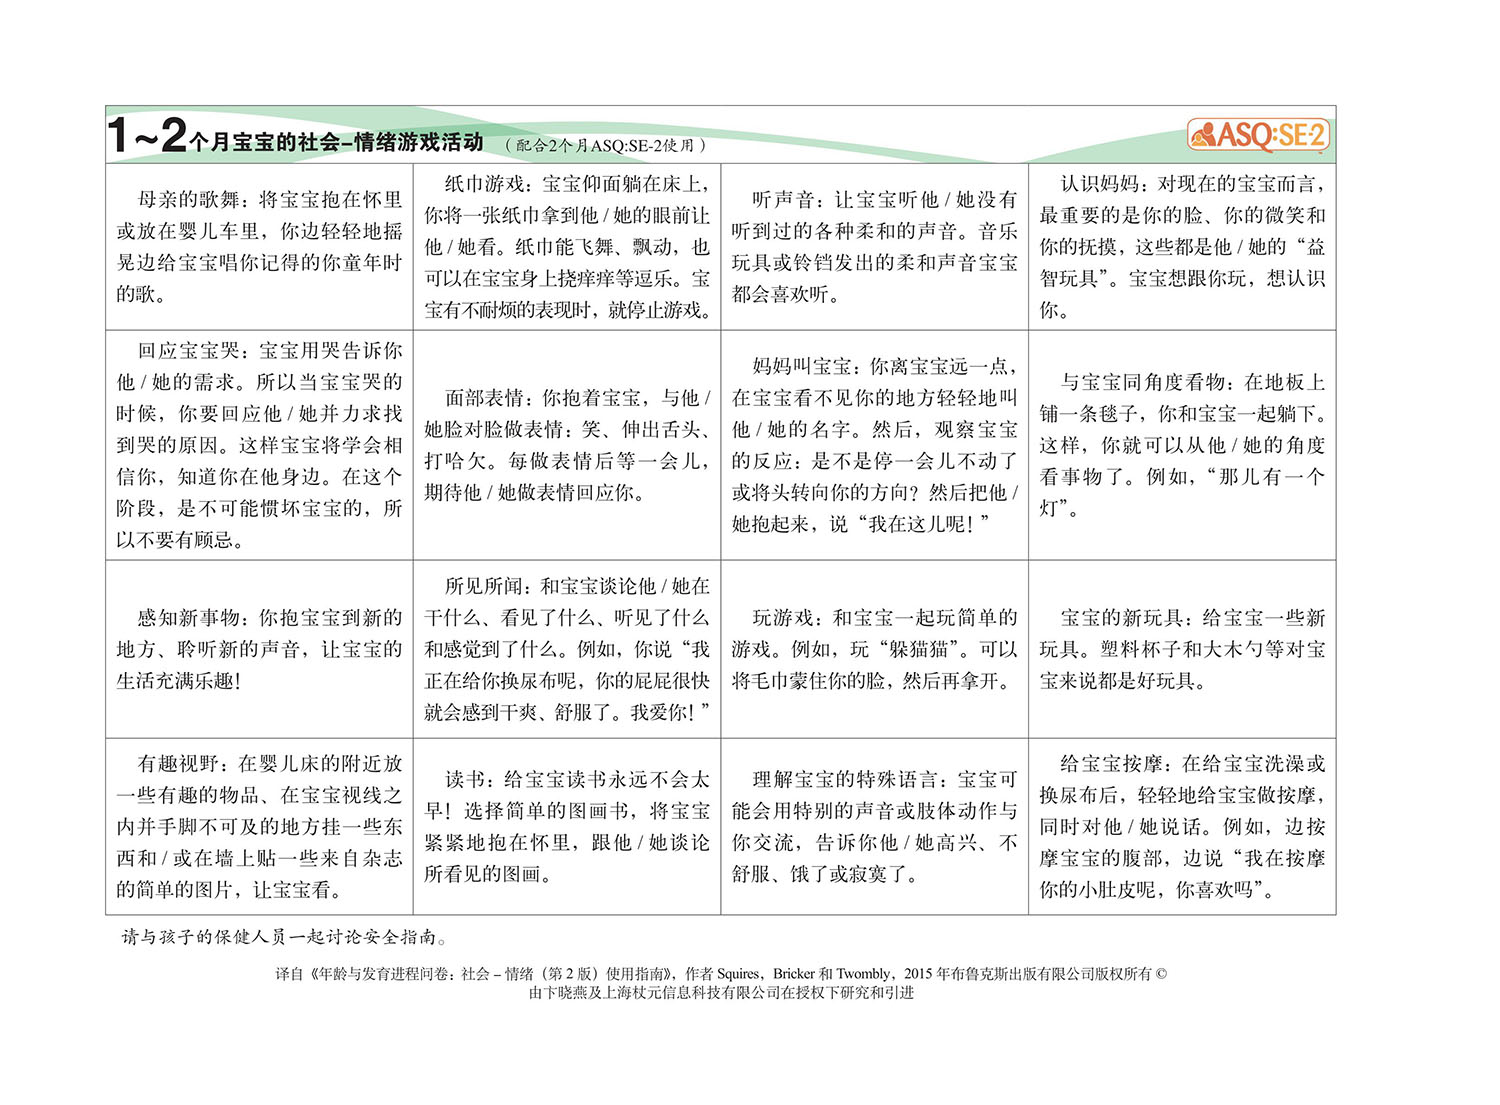 1~2个月宝宝的社会–情绪游戏活动 （配合2个月ASQ:SE-2使用）
ASQ:SE2
母亲的歌舞：将宝宝抱在怀里
或放在婴儿车里，你边轻轻地摇
晃边给宝宝唱你记得的你童年时
的歌。
纸巾游戏：宝宝仰面躺在床上，
你将一张纸巾拿到他 / 她的眼前让
他 / 她看。纸巾能飞舞、飘动，也
可以在宝宝身上挠痒痒等逗乐。宝
宝有不耐烦的表现时，就停止游戏。
听声音：让宝宝听他 / 她没有
听到过的各种柔和的声音。音乐
玩具或铃铛发出的柔和声音宝宝
都会喜欢听。
认识妈妈：对现在的宝宝而言，
最重要的是你的脸、你的微笑和
你的抚摸，这些都是他 / 她的“益
智玩具”。宝宝想跟你玩，想认识
你。
回应宝宝哭：宝宝用哭告诉你
他 / 她的需求。所以当宝宝哭的
时候，你要回应他 / 她并力求找
到哭的原因。这样宝宝将学会相
信你，知道你在他身边。在这个
阶段，是不可能惯坏宝宝的，所
以不要有顾忌。
面部表情：你抱着宝宝，与他 /
她脸对脸做表情：笑、伸出舌头、
打哈欠。每做表情后等一会儿，
期待他 / 她做表情回应你。
妈妈叫宝宝：你离宝宝远一点，
在宝宝看不见你的地方轻轻地叫
他 / 她的名字。然后，观察宝宝
的反应：是不是停一会儿不动了
或将头转向你的方向？然后把他 /
她抱起来，说“我在这儿呢！”
与宝宝同角度看物：在地板上
铺一条毯子，你和宝宝一起躺下。
这样，你就可以从他 / 她的角度
看事物了。例如，“那儿有一个
灯”。
感知新事物：你抱宝宝到新的
地方、聆听新的声音，让宝宝的
生活充满乐趣！
所见所闻：和宝宝谈论他 / 她在
干什么、看见了什么、听见了什么
和感觉到了什么。例如，你说“我
正在给你换尿布呢，你的屁屁很快
就会感到干爽、舒服了。我爱你！”
玩游戏：和宝宝一起玩简单的
游戏。例如，玩“躲猫猫”。可以
将毛巾蒙住你的脸，然后再拿开。
宝宝的新玩具：给宝宝一些新
玩具。塑料杯子和大木勺等对宝
宝来说都是好玩具。
有趣视野：在婴儿床的附近放
一些有趣的物品、在宝宝视线之
内并手脚不可及的地方挂一些东
西和 / 或在墙上贴一些来自杂志
的简单的图片，让宝宝看。
读书：给宝宝读书永远不会太
早！选择简单的图画书，将宝宝
紧紧地抱在怀里，跟他 / 她谈论
所看见的图画。
理解宝宝的特殊语言：宝宝可
能会用特别的声音或肢体动作与
你交流，告诉你他 / 她高兴、不
舒服、饿了或寂寞了。
给宝宝按摩：在给宝宝洗澡或
换尿布后，轻轻地给宝宝做按摩，
同时对他 / 她说话。例如，边按
摩宝宝的腹部，边说“我在按摩
你的小肚皮呢，你喜欢吗”。
请与孩子的保健人员一起讨论安全指南。
译自《年龄与发育进程问卷：社会 – 情绪（第 2 版）使用指南》，作者 Squires，Bricker 和 Twombly，2015 年布鲁克斯出版有限公司版权所有 ©
由卞晓燕及上海杖元信息科技有限公司在授权下研究和引进